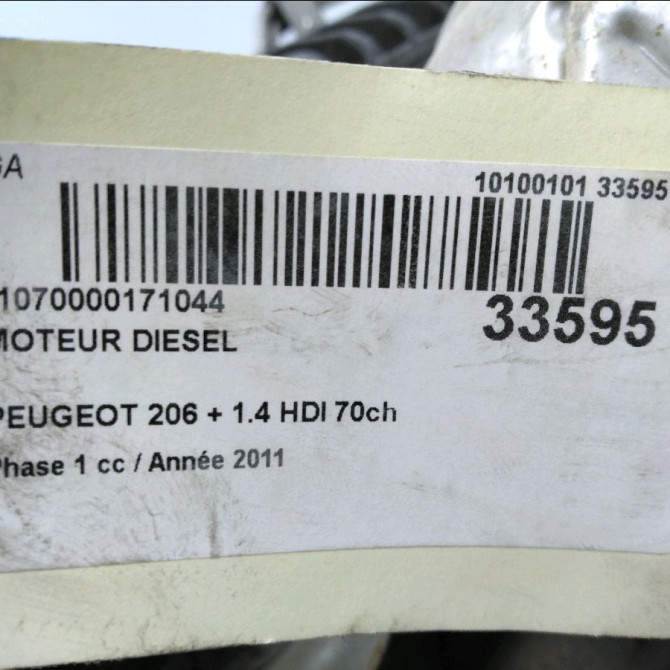 10100101 33595
1070000171044
33595
MOTEUR DIESEL
PEUGEOT 206 + 1.4 HDI 70ch
Phase 1 cc / Année 2011